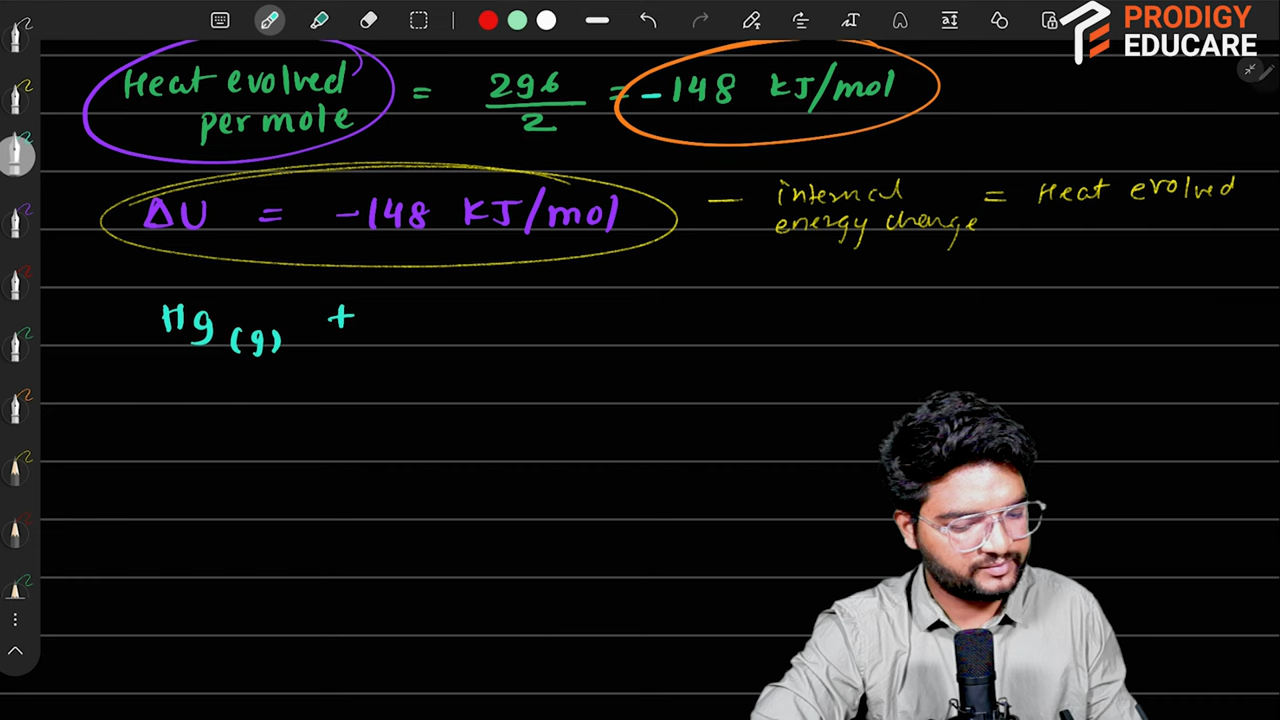 PRODIGY
EDUCARE
Heat evolved per mole = 296/2 = -148 KJ/mol
ΔU = -148 KJ/mol — internal energy change = Heat evolved
Hg (g) +